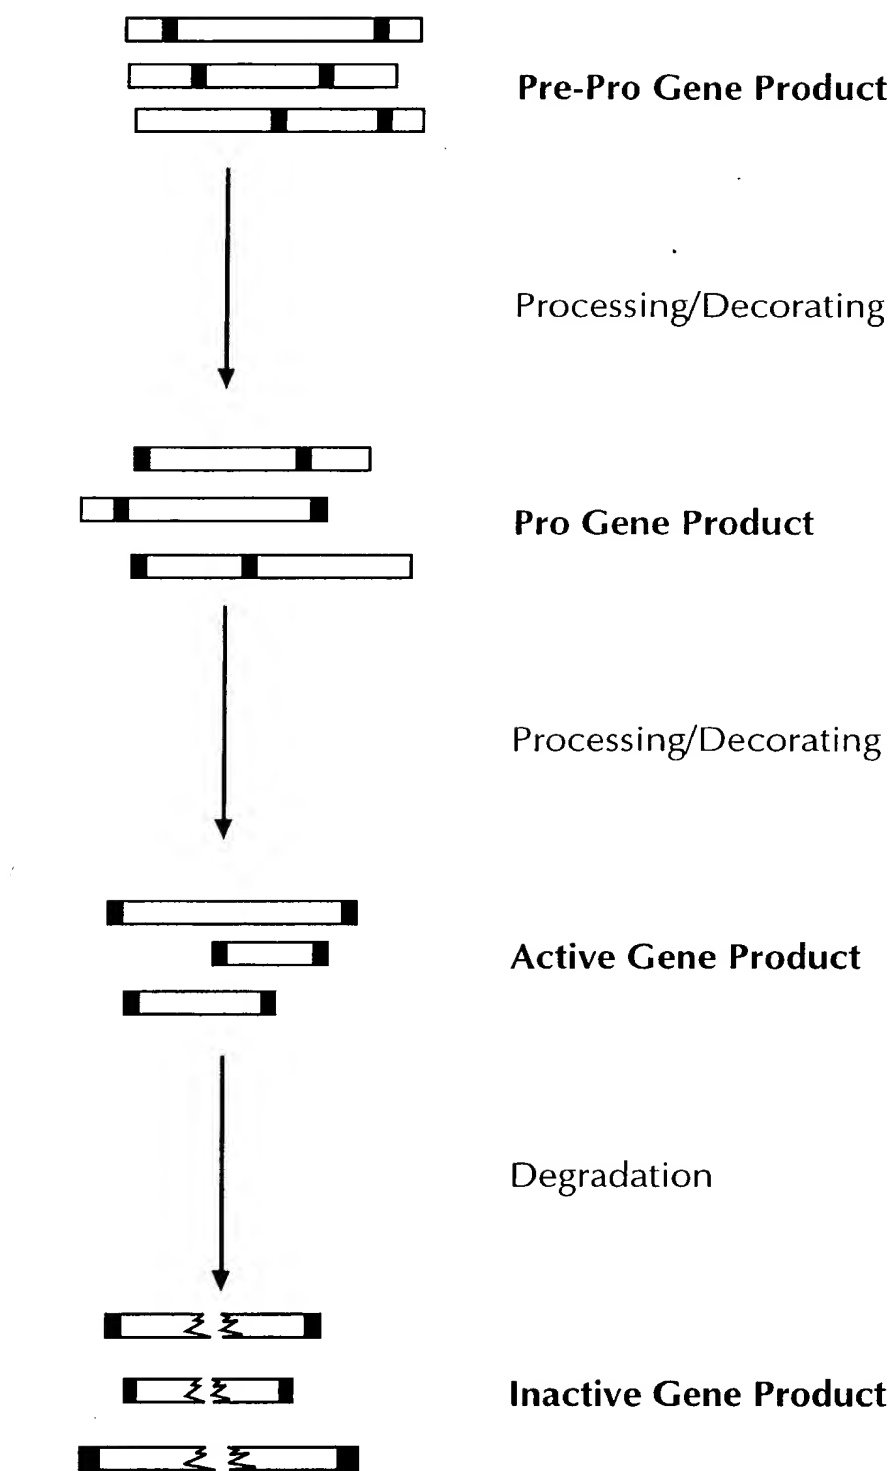 Pre-Pro Gene Product
Processing/Decorating
Pro Gene Product
Processing/Decorating
Active Gene Product
Degradation
Inactive Gene Product